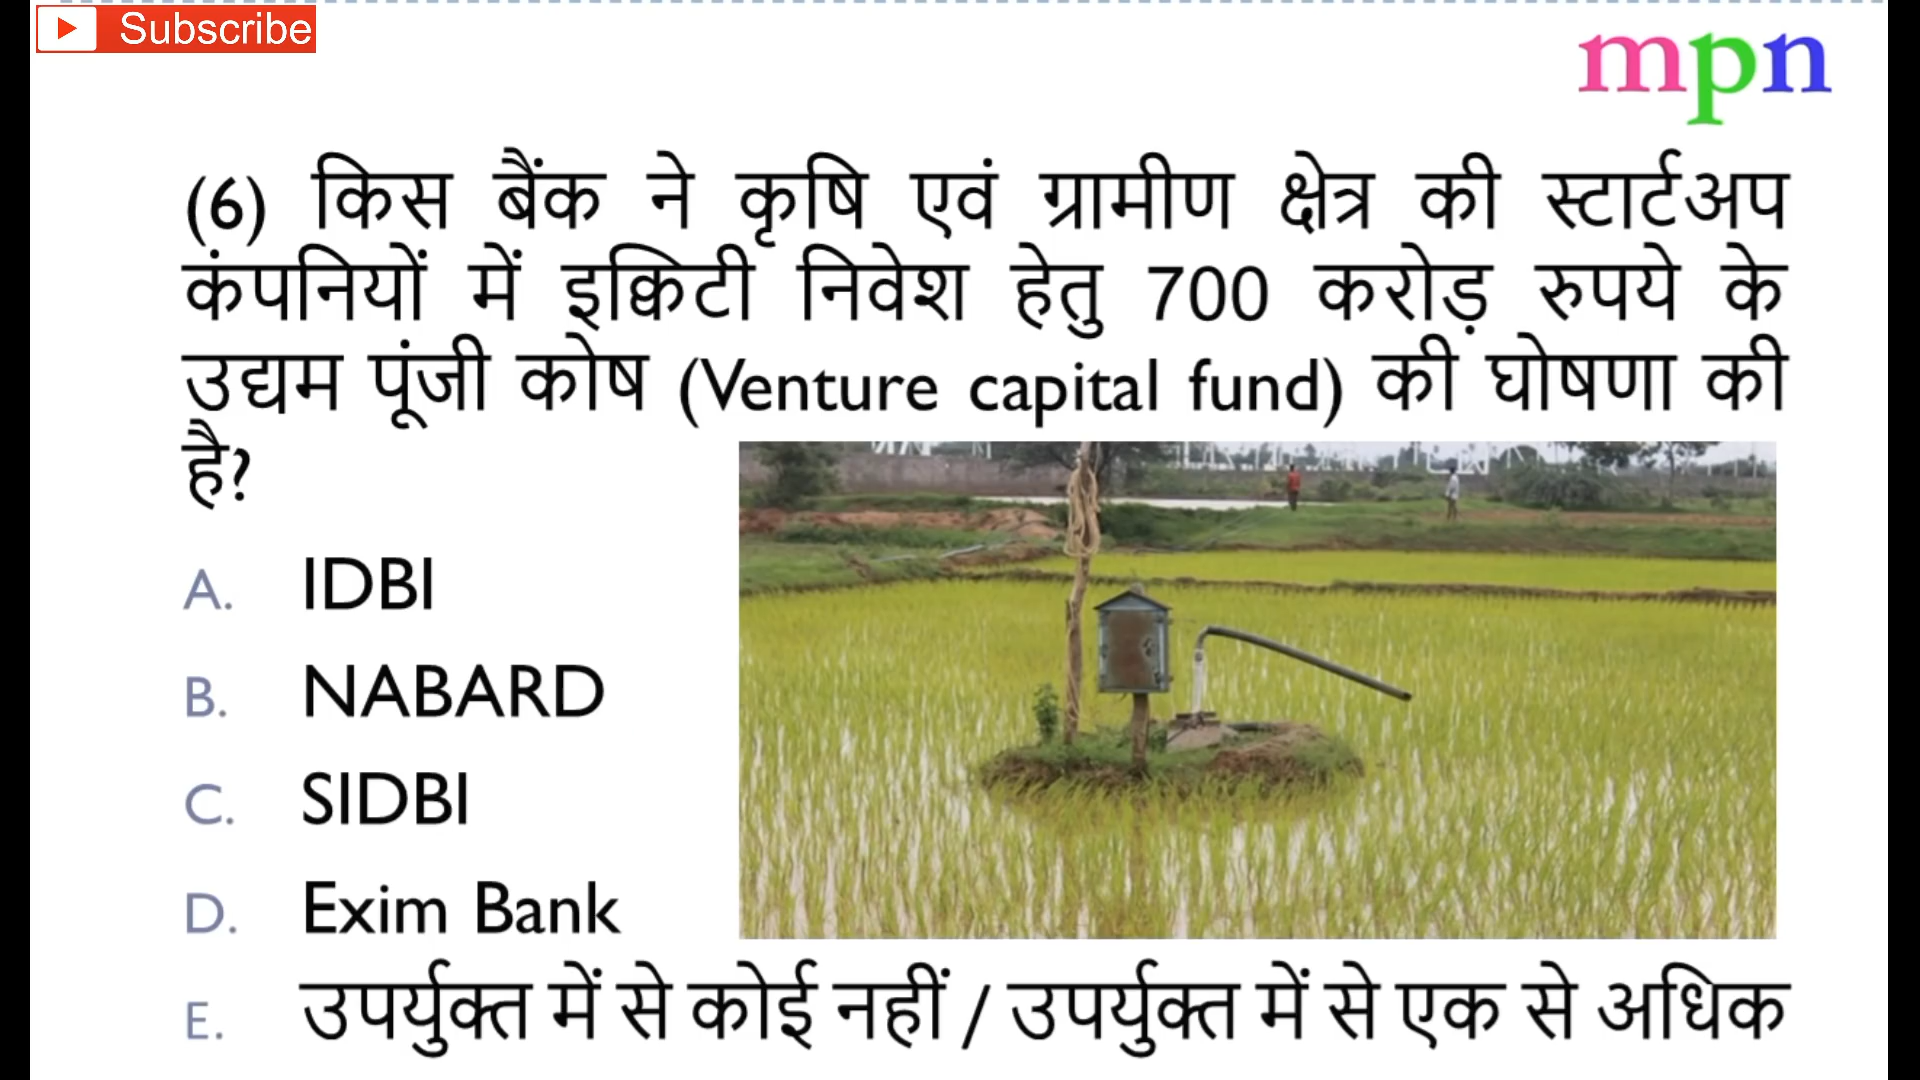 Subscribe
mpn
(6) किस बैंक ने कृषि एवं ग्रामीण क्षेत्र की स्टार्टअप
कंपनियों में इक्विटी निवेश हेतु 700 करोड़ रुपये के
उद्यम पूंजी कोष (Venture capital fund) की घोषणा की
है?
A. IDBI
B. NABARD
C. SIDBI
D. Exim Bank
E. उपर्युक्त में से कोई नहीं / उपर्युक्त में से एक से अधिक